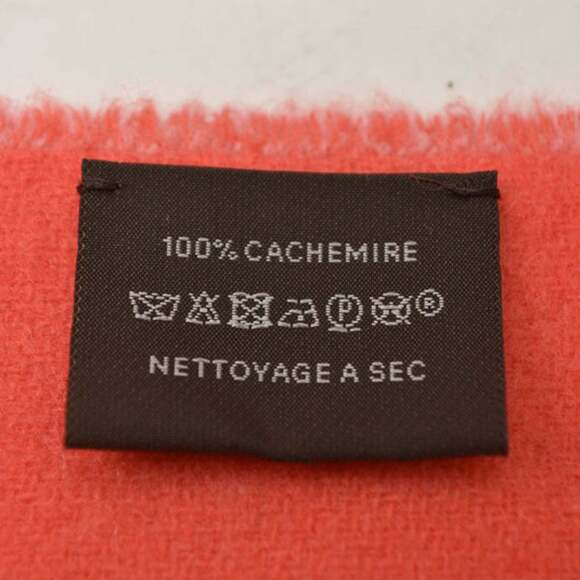 100% CACHEMIRE
P ®
NETTOYAGE A SEC